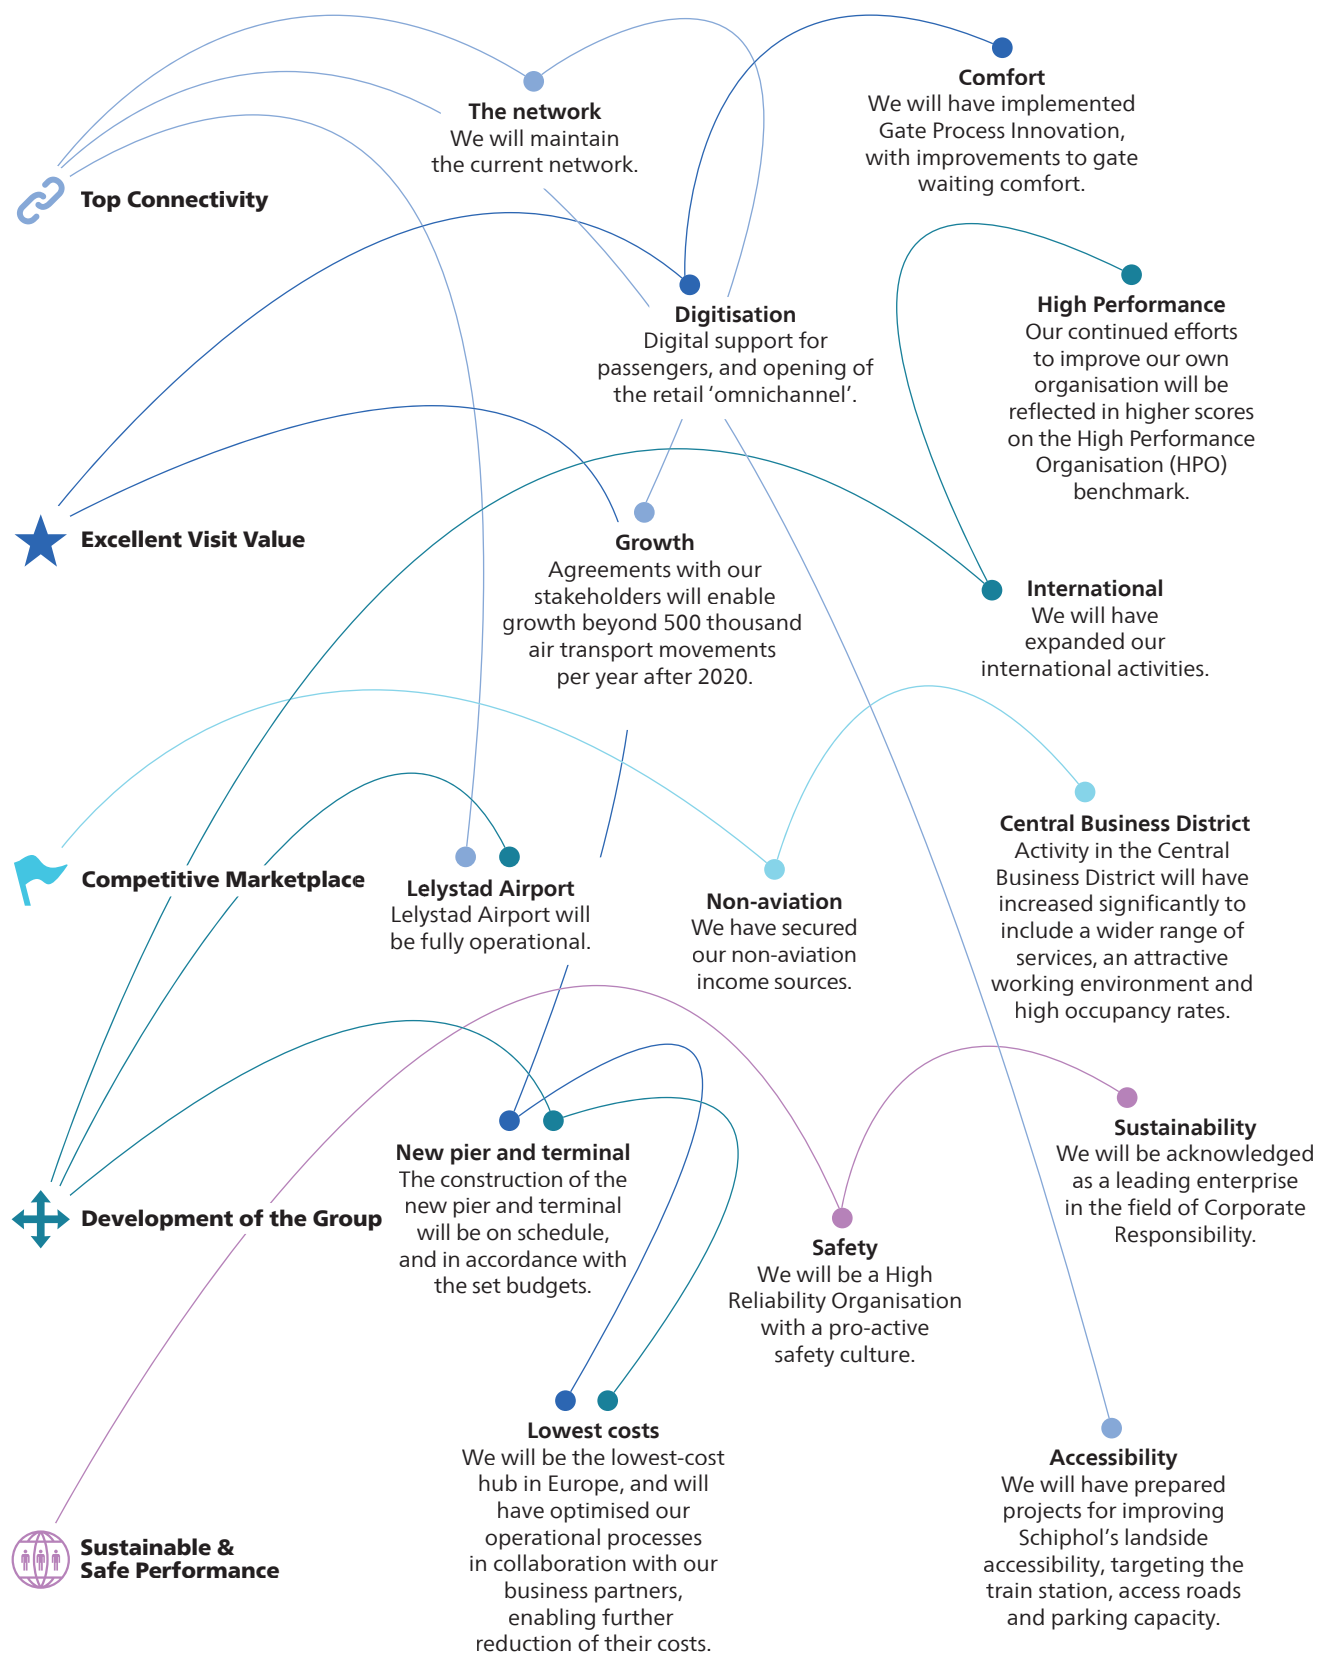 Comfort
We will have implemented
Gate Process Innovation,
with improvements to gate
waiting comfort.
The network
We will maintain
the current network.
Top Connectivity
High Performance
Our continued efforts
to improve our own
organisation will be
reflected in higher scores
on the High Performance
Organisation (HPO)
benchmark.
Digitisation
Digital support for
passengers, and opening of
the retail ‘omnichannel’.
Excellent Visit Value
Growth
Agreements with our
stakeholders will enable
growth beyond 500 thousand
air transport movements
per year after 2020.
International
We will have
expanded our
international activities.
Central Business District
Activity in the Central
Business District will have
increased significantly to
include a wider range of
services, an attractive
working environment and
high occupancy rates.
Competitive Marketplace
Lelystad Airport
Lelystad Airport will
be fully operational.
Non-aviation
We have secured
our non-aviation
income sources.
Sustainability
We will be acknowledged
as a leading enterprise
in the field of Corporate
Responsibility.
New pier and terminal
The construction of the
new pier and terminal
will be on schedule,
and in accordance with
the set budgets.
Development of the Group
Safety
We will be a High
Reliability Organisation
with a pro-active
safety culture.
Lowest costs
We will be the lowest-cost
hub in Europe, and will
have optimised our
operational processes
in collaboration with our
business partners,
enabling further
reduction of their costs.
Accessibility
We will have prepared
projects for improving
Schiphol’s landside
accessibility, targeting the
train station, access roads
and parking capacity.
Sustainable &
Safe Performance